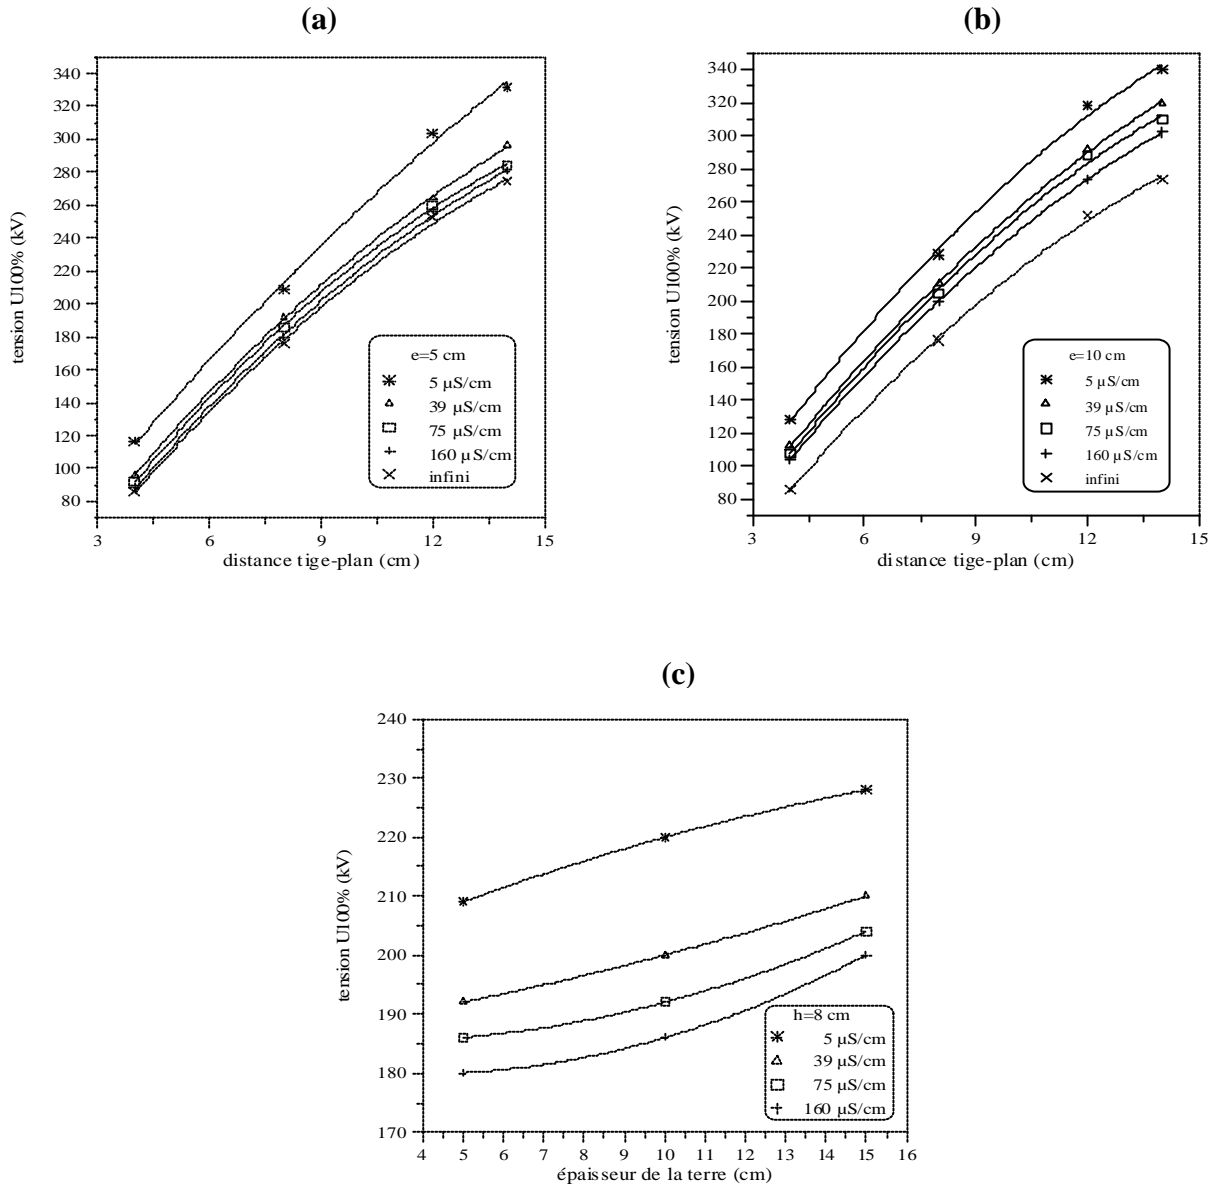 (a)
340
320
300
280
260
240
220
200
180
160
140
120
100
80
tension U100% (kV)
e=5 cm
5 µS/cm
39 µS/cm
75 µS/cm
160 µS/cm
infini
3 6 9 12 15
distance tige-plan (cm)
(b)
340
320
300
280
260
240
220
200
180
160
140
120
100
80
tension U100% (kV)
e=10 cm
5 µS/cm
39 µS/cm
75 µS/cm
160 µS/cm
infini
3 6 9 12 15
distance tige-plan (cm)
(c)
240
230
220
210
200
190
180
170
tension U100% (kV)
h=8 cm
5 µS/cm
39 µS/cm
75 µS/cm
160 µS/cm
4 5 6 7 8 9 10 11 12 13 14 15 16
épaisseur de la terre (cm)